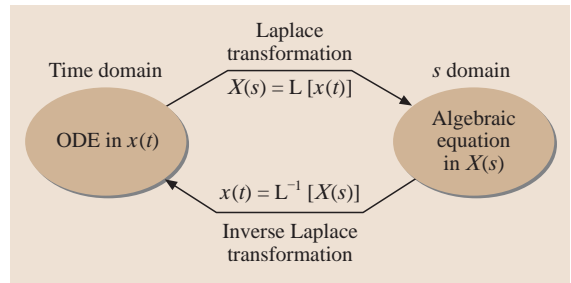 Laplace
transformation
Time domain
s domain
X(s) = L [x(t)]
ODE in x(t)
Algebraic
equation
in X(s)
x(t) = L⁻¹ [X(s)]
Inverse Laplace
transformation